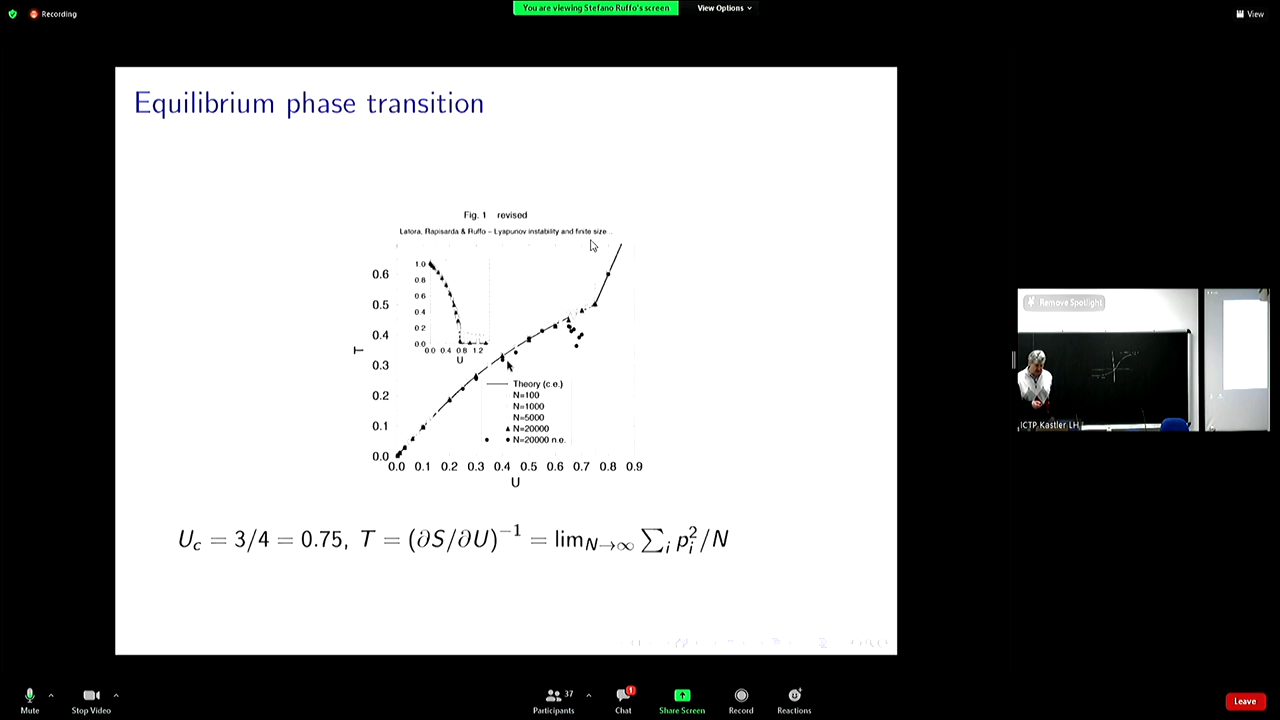 Recording
You are viewing Stefano Ruffo's screen
View Options
View
Equilibrium phase transition
Fig. 1 revised
Latora, Rapisarda & Ruffo – Lyapunov instability and finite size...
1.0
0.8
0.6
0.4
0.2
0.0
0.0 0.4 0.8 1.2
U
0.6
0.5
0.4
0.3
0.2
0.1
0.0
T
Theory (c.e.)
N=100
N=1000
N=5000
N=20000
N=20000 n.e.
0.0 0.1 0.2 0.3 0.4 0.5 0.6 0.7 0.8 0.9
U
U_c = 3/4 = 0.75, T = (∂S/∂U)^{-1} = lim_{N→∞} ∑_i p_i^2/N
Remove Spotlight
ICTP Kastler LH
Mute
Stop Video
37
Participants
1
Chat
Share Screen
Record
Reactions
Leave